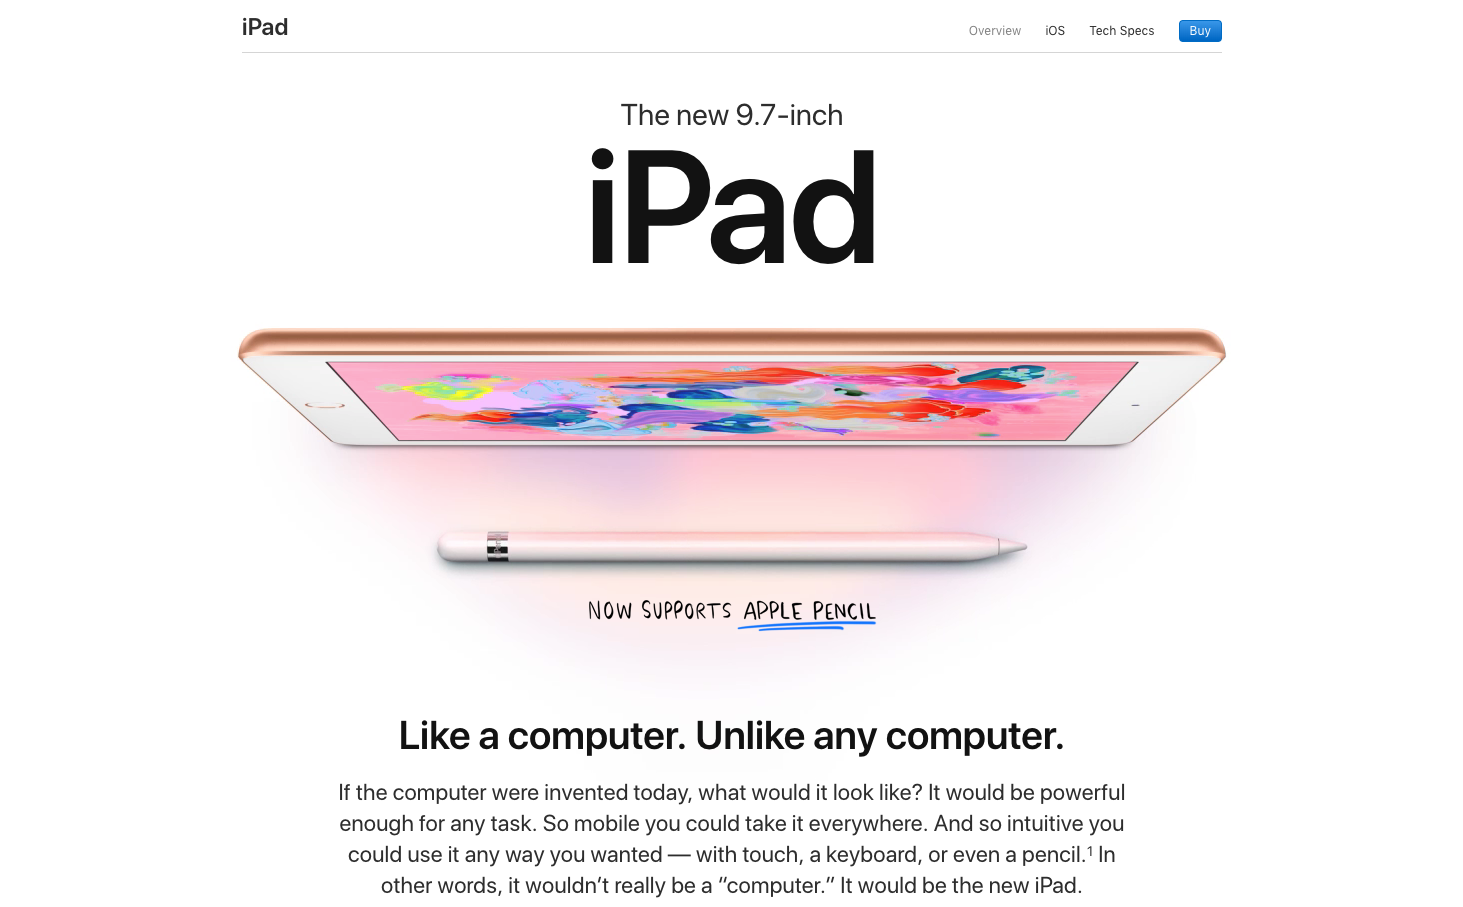 iPad
Overview iOS Tech Specs Buy
The new 9.7-inch
iPad
NOW SUPPORTS APPLE PENCIL
Like a computer. Unlike any computer.
If the computer were invented today, what would it look like? It would be powerful
enough for any task. So mobile you could take it everywhere. And so intuitive you
could use it any way you wanted — with touch, a keyboard, or even a pencil.¹ In
other words, it wouldn’t really be a “computer.” It would be the new iPad.